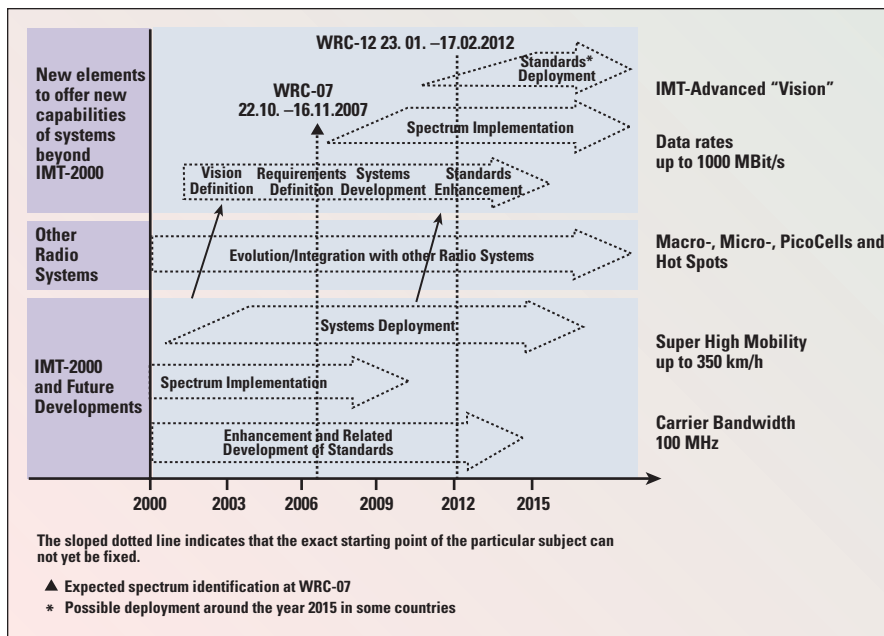 WRC-12 23. 01. –17.02.2012
New elements
to offer new
capabilities
of systems
beyond
IMT-2000
WRC-07
22.10. –16.11.2007
Standards*
Deployment
Spectrum Implementation
Vision
Definition
Requirements
Definition
Systems
Development
Standards
Enhancement
IMT-Advanced “Vision”
Data rates
up to 1000 MBit/s
Other
Radio
Systems
Evolution/Integration with other Radio Systems
Macro-, Micro-, PicoCells and
Hot Spots
IMT-2000
and Future
Developments
Systems Deployment
Spectrum Implementation
Enhancement and Related
Development of Standards
Super High Mobility
up to 350 km/h
Carrier Bandwidth
100 MHz
2000 2003 2006 2009 2012 2015
The sloped dotted line indicates that the exact starting point of the particular subject can
not yet be fixed.
▲ Expected spectrum identification at WRC-07
* Possible deployment around the year 2015 in some countries